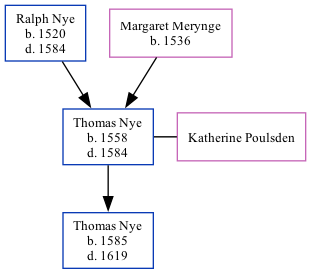 Ralph Nye
b. 1520
d. 1584
Margaret Merynge
b. 1536
Thomas Nye
b. 1558
d. 1584
Katherine Poulsden
Thomas Nye
b. 1585
d. 1619